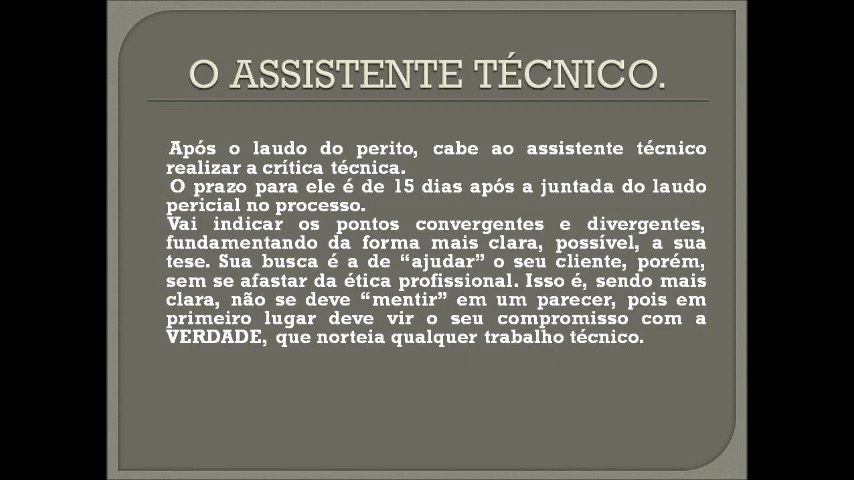 O ASSISTENTE TÉCNICO.
Após o laudo do perito, cabe ao assistente técnico
realizar a crítica técnica.
O prazo para ele é de 15 dias após a juntada do laudo
pericial no processo.
Vai indicar os pontos convergentes e divergentes,
fundamentando da forma mais clara, possível, a sua
tese. Sua busca é a de “ajudar” o seu cliente, porém,
sem se afastar da ética profissional. Isso é, sendo mais
clara, não se deve “mentir” em um parecer, pois em
primeiro lugar deve vir o seu compromisso com a
VERDADE, que norteia qualquer trabalho técnico.